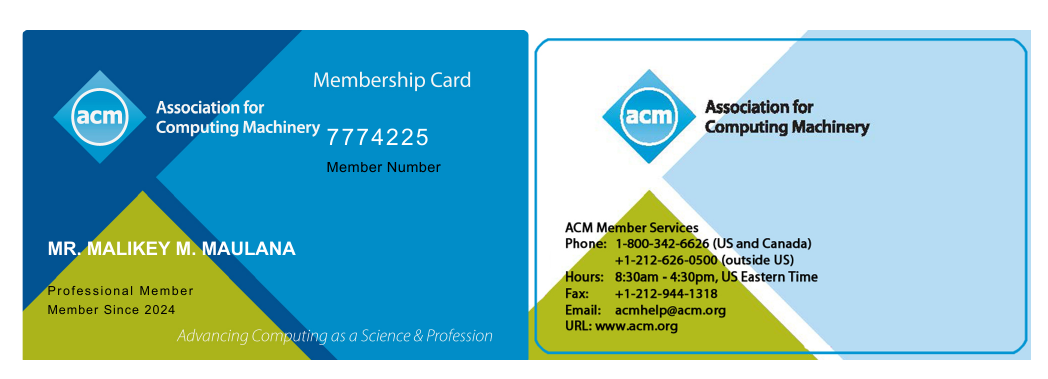 Membership Card
acm
Association for
Computing Machinery
7774225
Member Number
MR. MALIKEY M. MAULANA
Professional Member
Member Since 2024
Advancing Computing as a Science & Profession
acm
Association for
Computing Machinery
ACM Member Services
Phone: 1-800-342-6626 (US and Canada)
+1-212-626-0500 (outside US)
Hours: 8:30am - 4:30pm, US Eastern Time
Fax: +1-212-944-1318
Email: acmhelp@acm.org
URL: www.acm.org